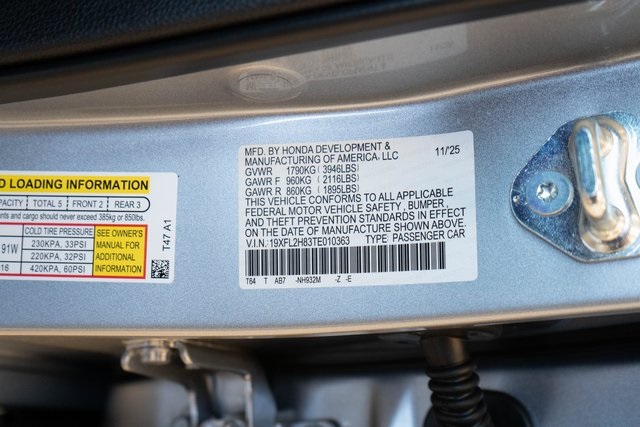 D LOADING INFORMATION
PACITY TOTAL 5 FRONT 2 REAR 3
nts and cargo should never exceed 385kg or 850lbs.
COLD TIRE PRESSURE
SEE OWNER'S
MANUAL FOR
ADDITIONAL
INFORMATION
91W 230KPA, 33PSI
220KPA, 32PSI
16 420KPA, 60PSI
T47 A1
MFD. BY HONDA DEVELOPMENT &
MANUFACTURING OF AMERICA, LLC 11/25
GVWR 1790KG ( 3946LBS)
GAWR F 960KG ( 2116LBS)
GAWR R 860KG ( 1895LBS)
THIS VEHICLE CONFORMS TO ALL APPLICABLE
FEDERAL MOTOR VEHICLE SAFETY , BUMPER ,
AND THEFT PREVENTION STANDARDS IN EFFECT
ON THE DATE OF MANUFACTURE SHOWN ABOVE.
V.I.N.:19XFL2H83TE010363 TYPE: PASSENGER CAR
T64 T AB7 -NH932M -Z -E